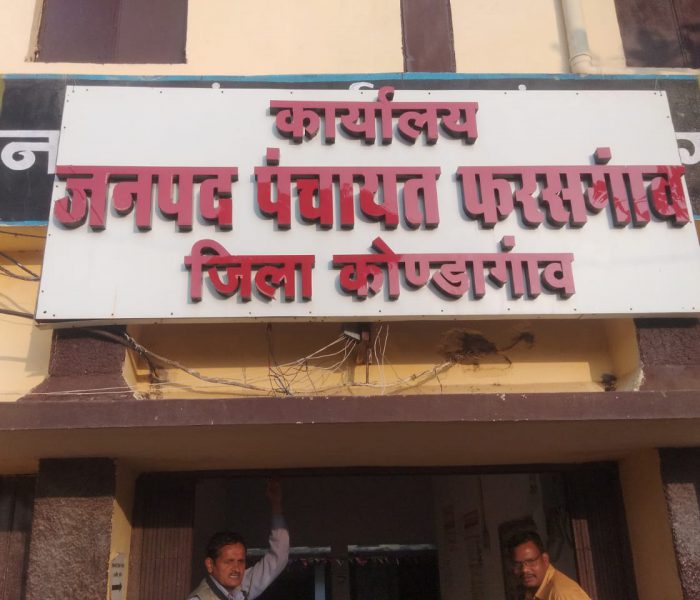 कार्यालय
जनपद पंचायत फरसगांव
जिला कोण्डागांव